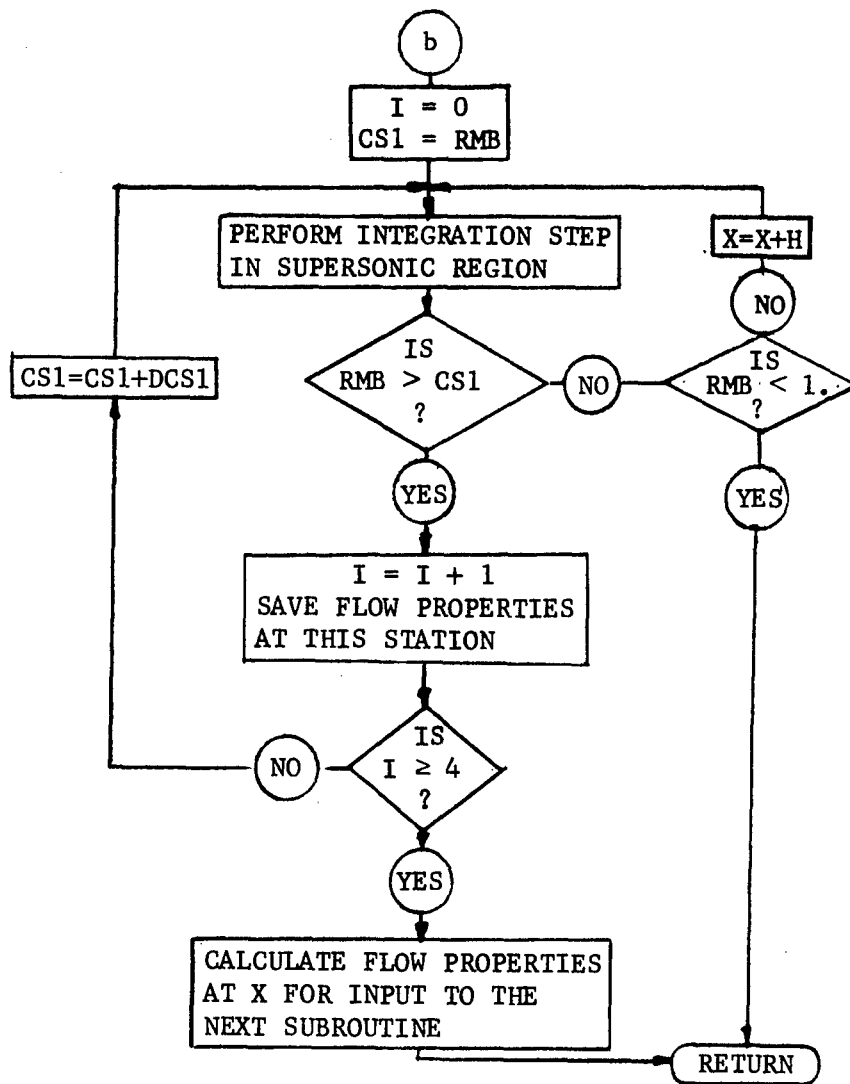 b
I = 0
CS1 = RMB
PERFORM INTEGRATION STEP
IN SUPERSONIC REGION
X=X+H
NO
IS
RMB > CS1
?
NO
IS
RMB < 1.
?
CS1=CS1+DCS1
YES
YES
I = I + 1
SAVE FLOW PROPERTIES
AT THIS STATION
IS
I ≥ 4
?
NO
YES
CALCULATE FLOW PROPERTIES
AT X FOR INPUT TO THE
NEXT SUBROUTINE
RETURN